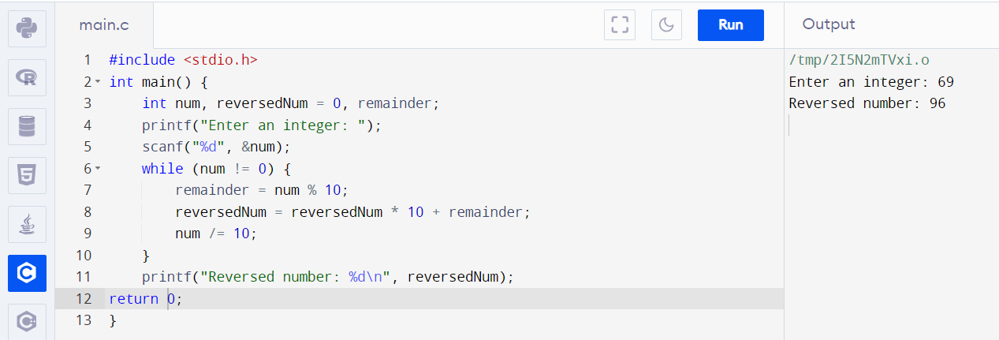 main.c
Run
Output
1 #include <stdio.h>
2 int main() {
3     int num, reversedNum = 0, remainder;
4     printf("Enter an integer: ");
5     scanf("%d", &num);
6     while (num != 0) {
7         remainder = num % 10;
8         reversedNum = reversedNum * 10 + remainder;
9         num /= 10;
10     }
11     printf("Reversed number: %d\n", reversedNum);
12 return 0;
13 }
/tmp/2I5N2mTVxi.o
Enter an integer: 69
Reversed number: 96